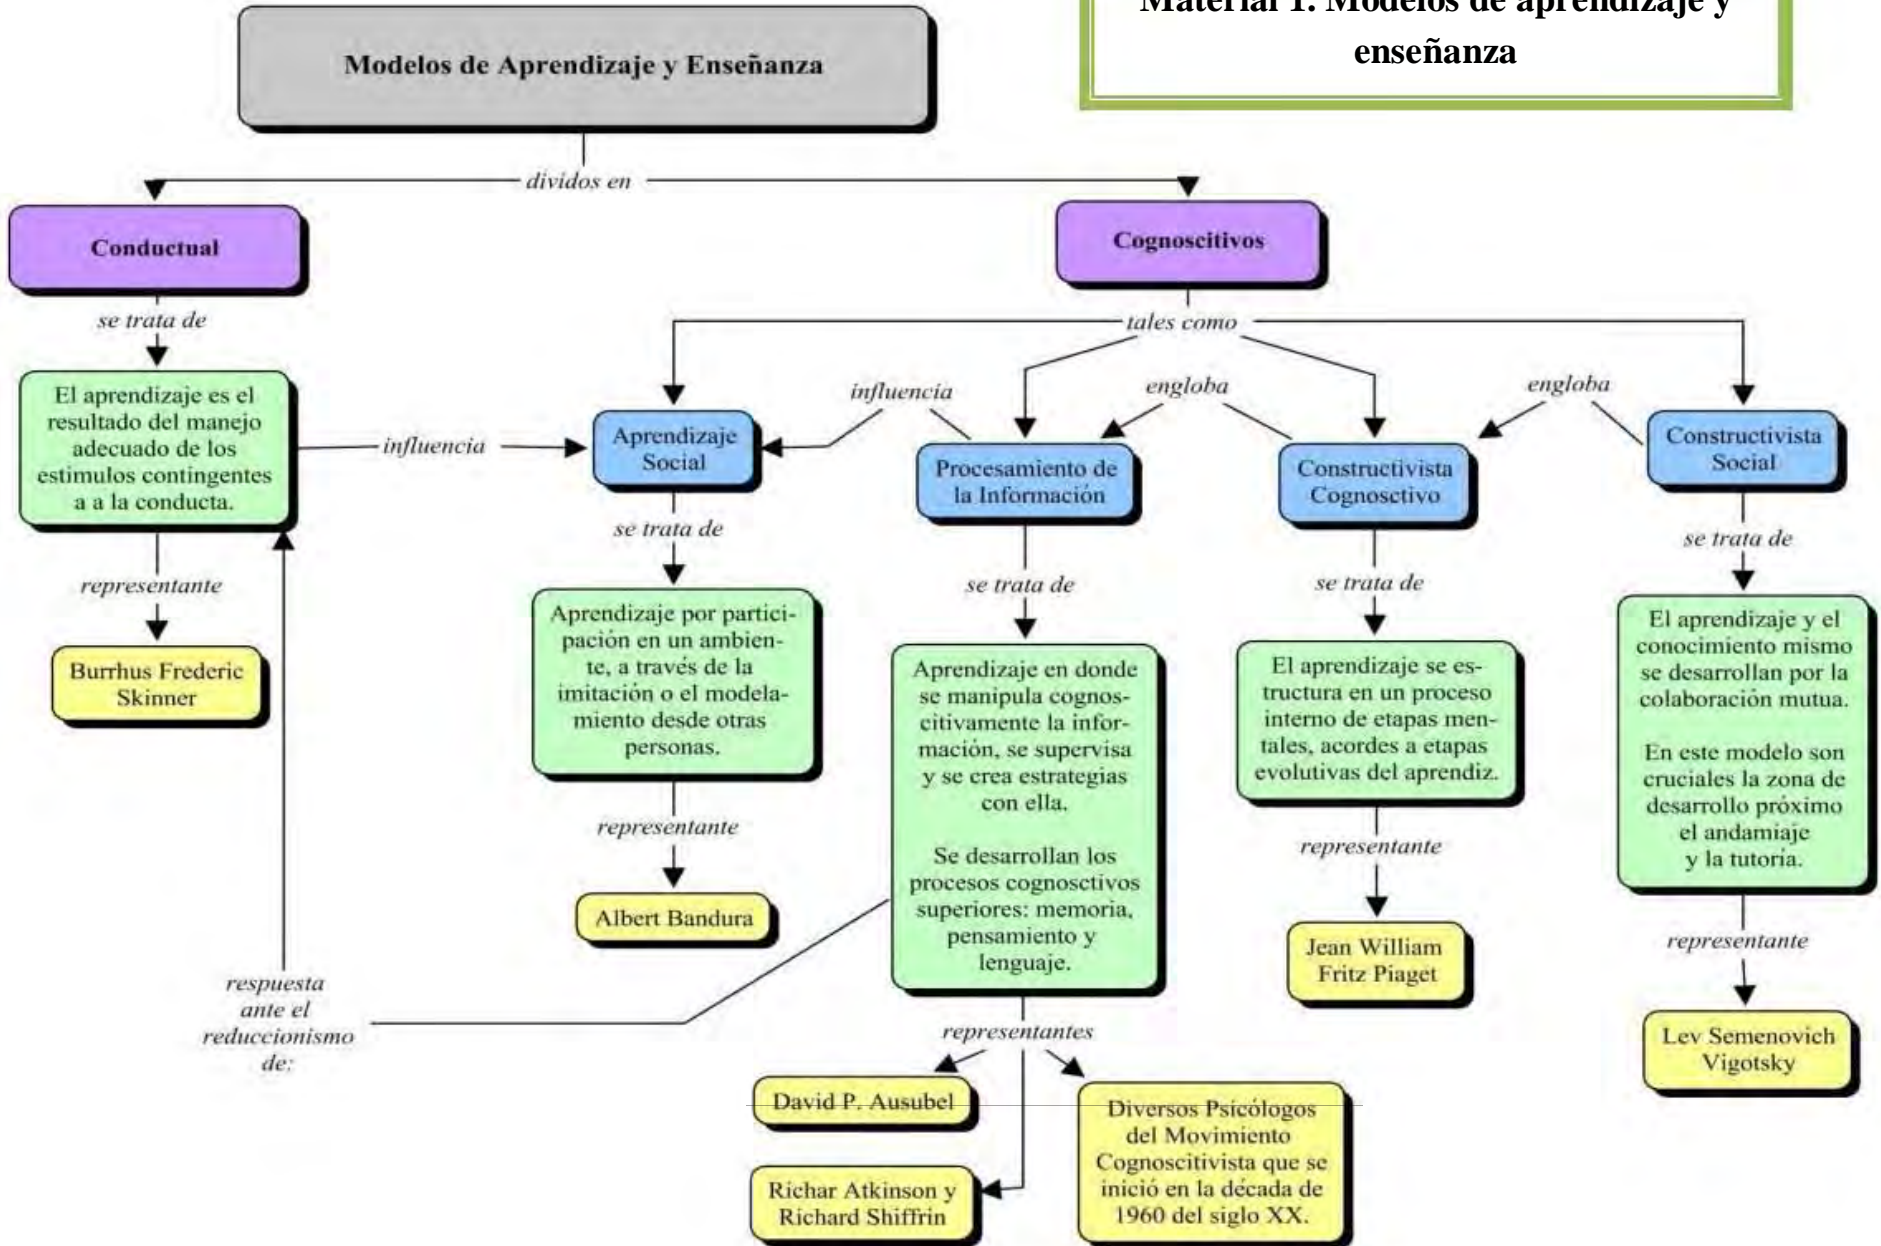 Material 1. Modelos de aprendizaje y
enseñanza
Modelos de Aprendizaje y Enseñanza
dividos en
Conductual
Cognoscitivos
se trata de
tales como
El aprendizaje es el
resultado del manejo
adecuado de los
estimulos contingentes
a a la conducta.
influencia
influencia
engloba
engloba
Aprendizaje
Social
Procesamiento de
la Información
Constructivista
Cognosctivo
Constructivista
Social
representante
Burrhus Frederic
Skinner
se trata de
Aprendizaje por partici-
pación en un ambien-
te, a través de la
imitación o el modela-
miento desde otras
personas.
representante
Albert Bandura
se trata de
Aprendizaje en donde
se manipula cognos-
citivamente la infor-
mación, se supervisa
y se crea estrategias
con ella.
Se desarrollan los
procesos cognosctivos
superiores: memoria,
pensamiento y
lenguaje.
se trata de
El aprendizaje se es-
tructura en un proceso
interno de etapas men-
tales, acordes a etapas
evolutivas del aprendiz.
representante
Jean William
Fritz Piaget
se trata de
El aprendizaje y el
conocimiento mismo
se desarrollan por la
colaboración mutua.
En este modelo son
cruciales la zona de
desarrollo próximo
el andamiaje
y la tutoría.
representante
Lev Semenovich
Vigotsky
respuesta
ante el
reduccionismo
de:
representantes
David P. Ausubel
Richar Atkinson y
Richard Shiffrin
Diversos Psicólogos
del Movimiento
Cognoscitivista que se
inició en la década de
1960 del siglo XX.